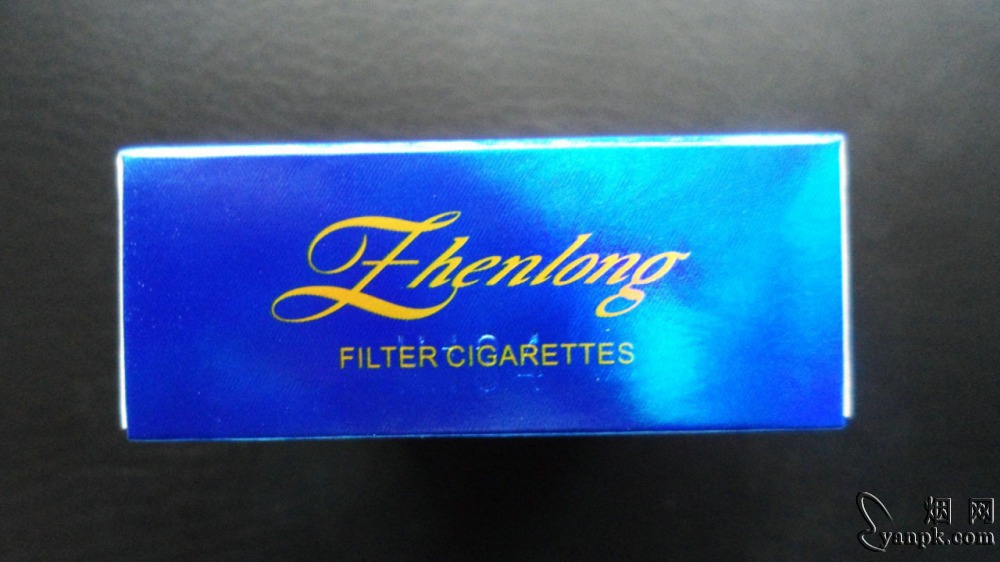 Zhenlong
FILTER CIGARETTES
烟 网
yanpk.com